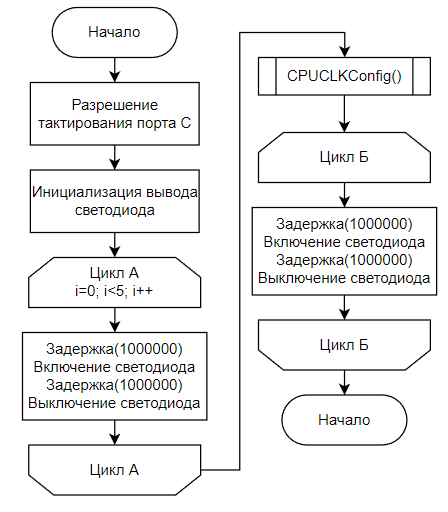 Начало
Разрешение
тактирования порта С
Инициализация вывода
светодиода
Цикл А
i=0; i<5; i++
Задержка(1000000)
Включение светодиода
Задержка(1000000)
Выключение светодиода
Цикл А
CPUCLKConfig()
Цикл Б
Задержка(1000000)
Включение светодиода
Задержка(1000000)
Выключение светодиода
Цикл Б
Начало